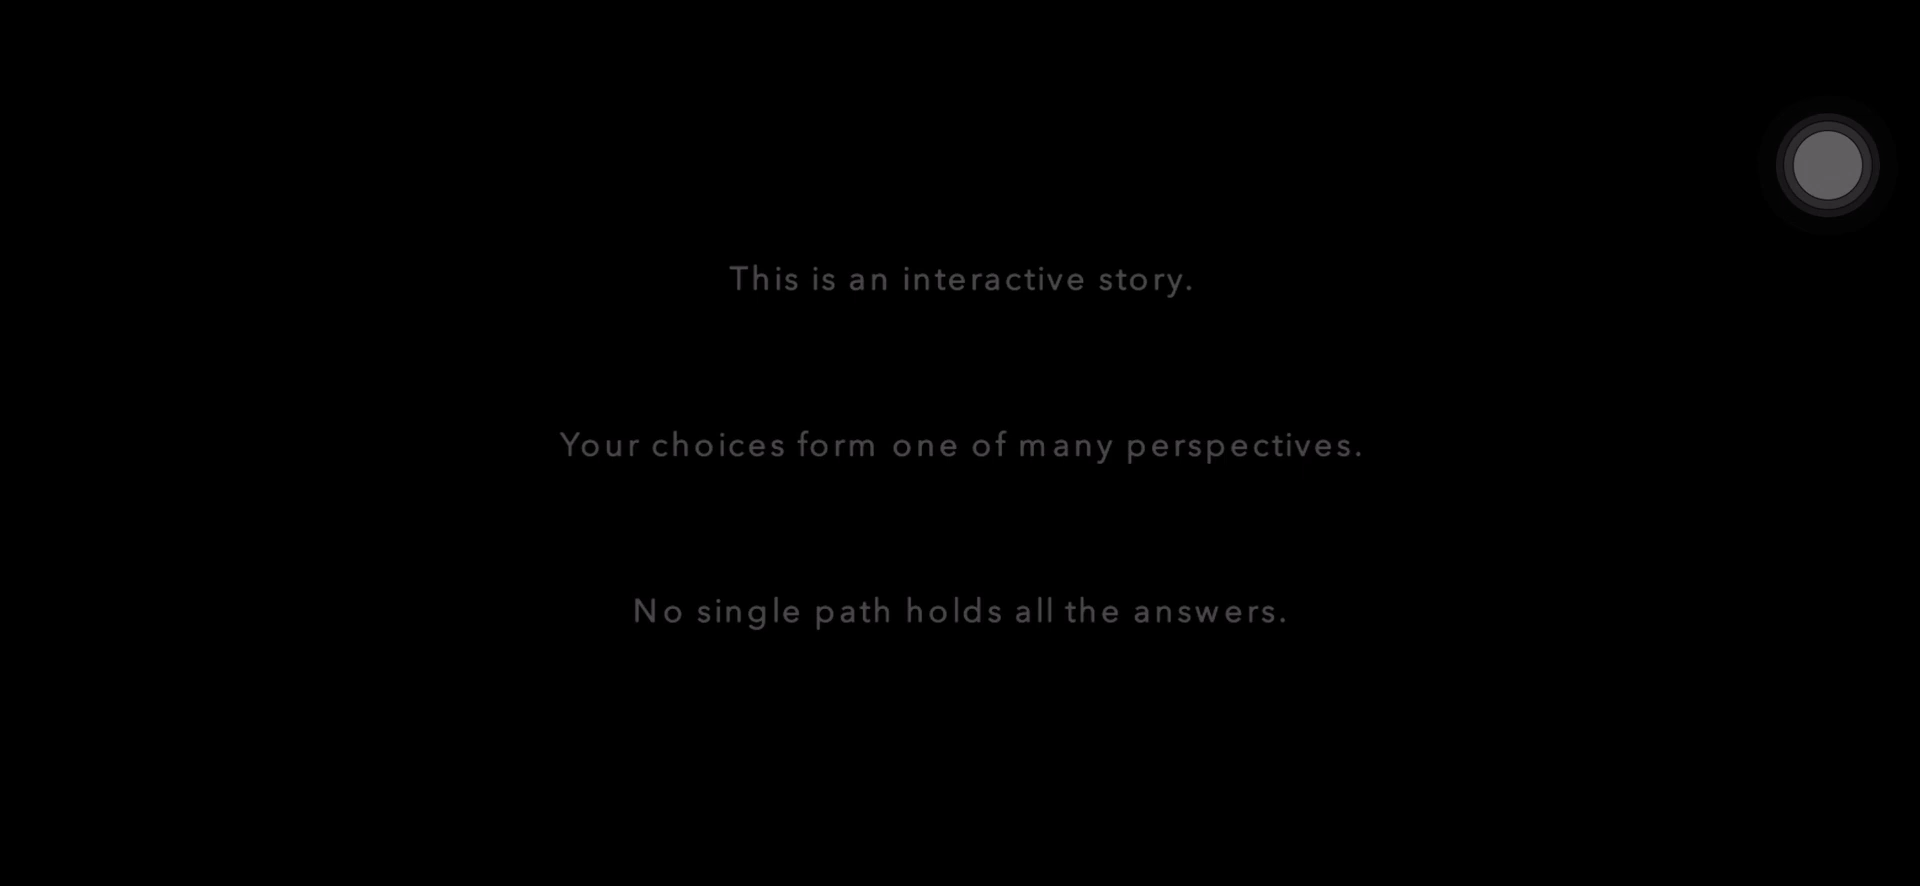 This is an interactive story.
Your choices form one of many perspectives.
No single path holds all the answers.